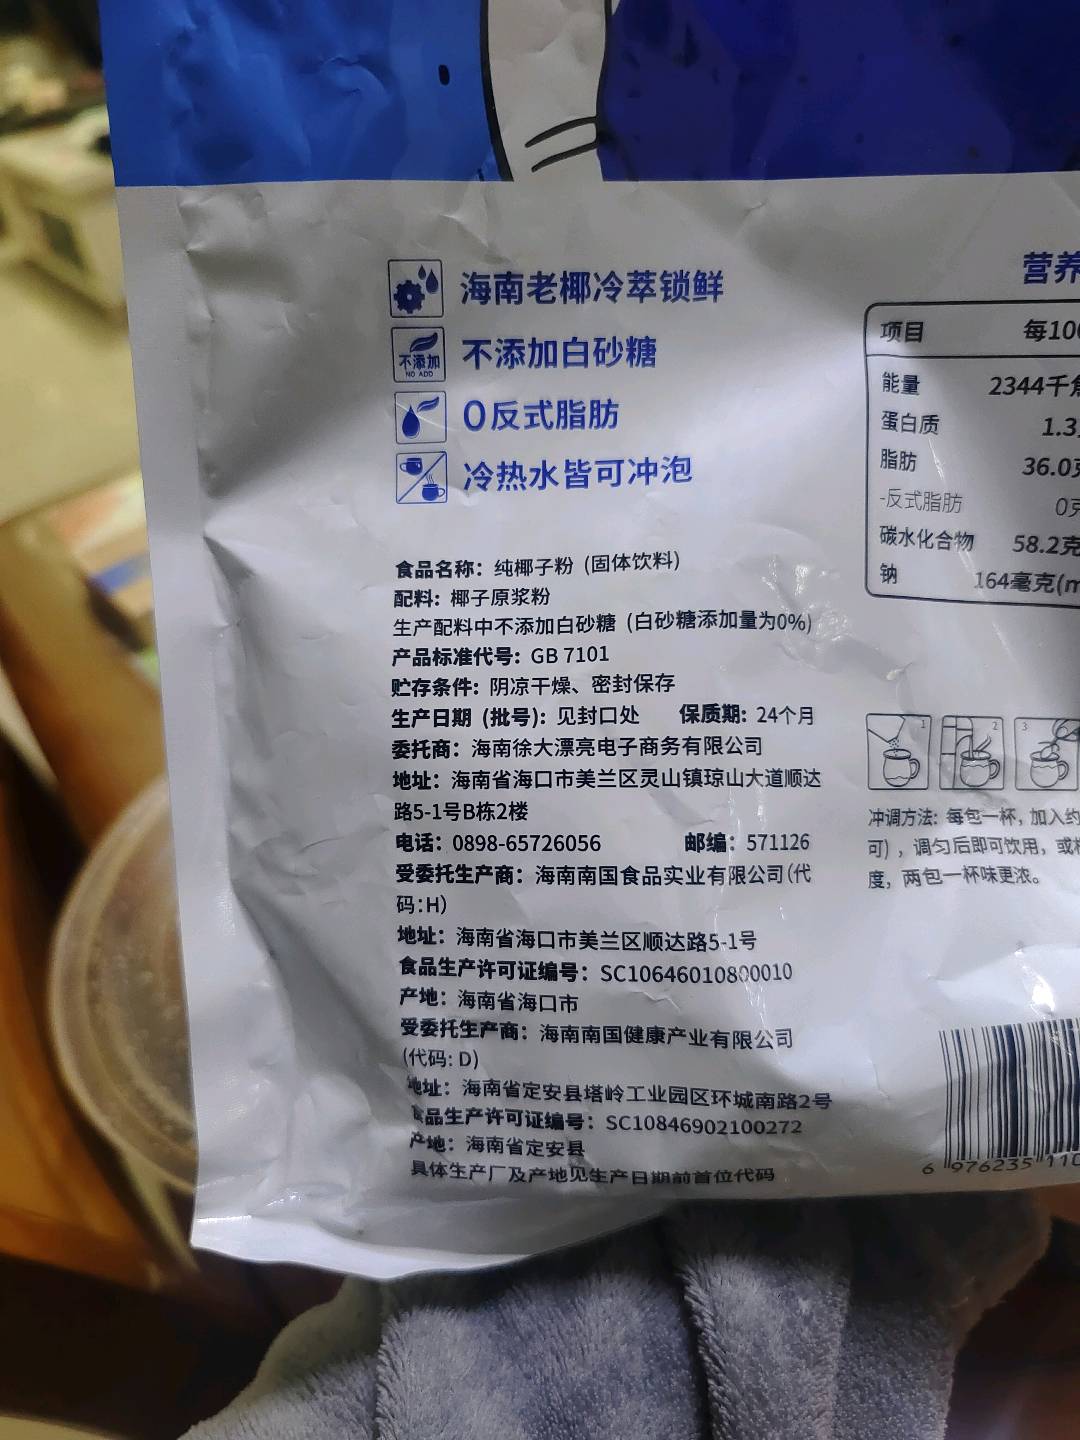 海南老椰冷萃锁鲜
不添加
NO ADD
不添加白砂糖
0反式脂肪
冷热水皆可冲泡
食品名称：纯椰子粉（固体饮料）
配料：椰子原浆粉
生产配料中不添加白砂糖（白砂糖添加量为0%）
产品标准代号：GB 7101
贮存条件：阴凉干燥、密封保存
生产日期（批号）：见封口处 保质期：24个月
委托商：海南徐大漂亮电子商务有限公司
地址：海南省海口市美兰区灵山镇琼山大道顺达
路5-1号B栋2楼
电话：0898-65726056 邮编：571126
受委托生产商：海南南国食品实业有限公司（代
码：H）
地址：海南省海口市美兰区顺达路5-1号
食品生产许可证编号：SC10646010800010
产地：海南省海口市
受委托生产商：海南南国健康产业有限公司
（代码：D）
地址：海南省定安县塔岭工业园区环城南路2号
食品生产许可证编号：SC10846902100272
产地：海南省定安县
具体生产厂及产地见生产日期前首位代码
营养
项目 每100
能量 2344千焦
蛋白质 1.3
脂肪 36.0克
-反式脂肪 0克
碳水化合物 58.2克
钠 164毫克(m
1 2 3
冲调方法：每包一杯，加入约
可），调匀后即可饮用，或
度，两包一杯味更浓。
6 976235 110